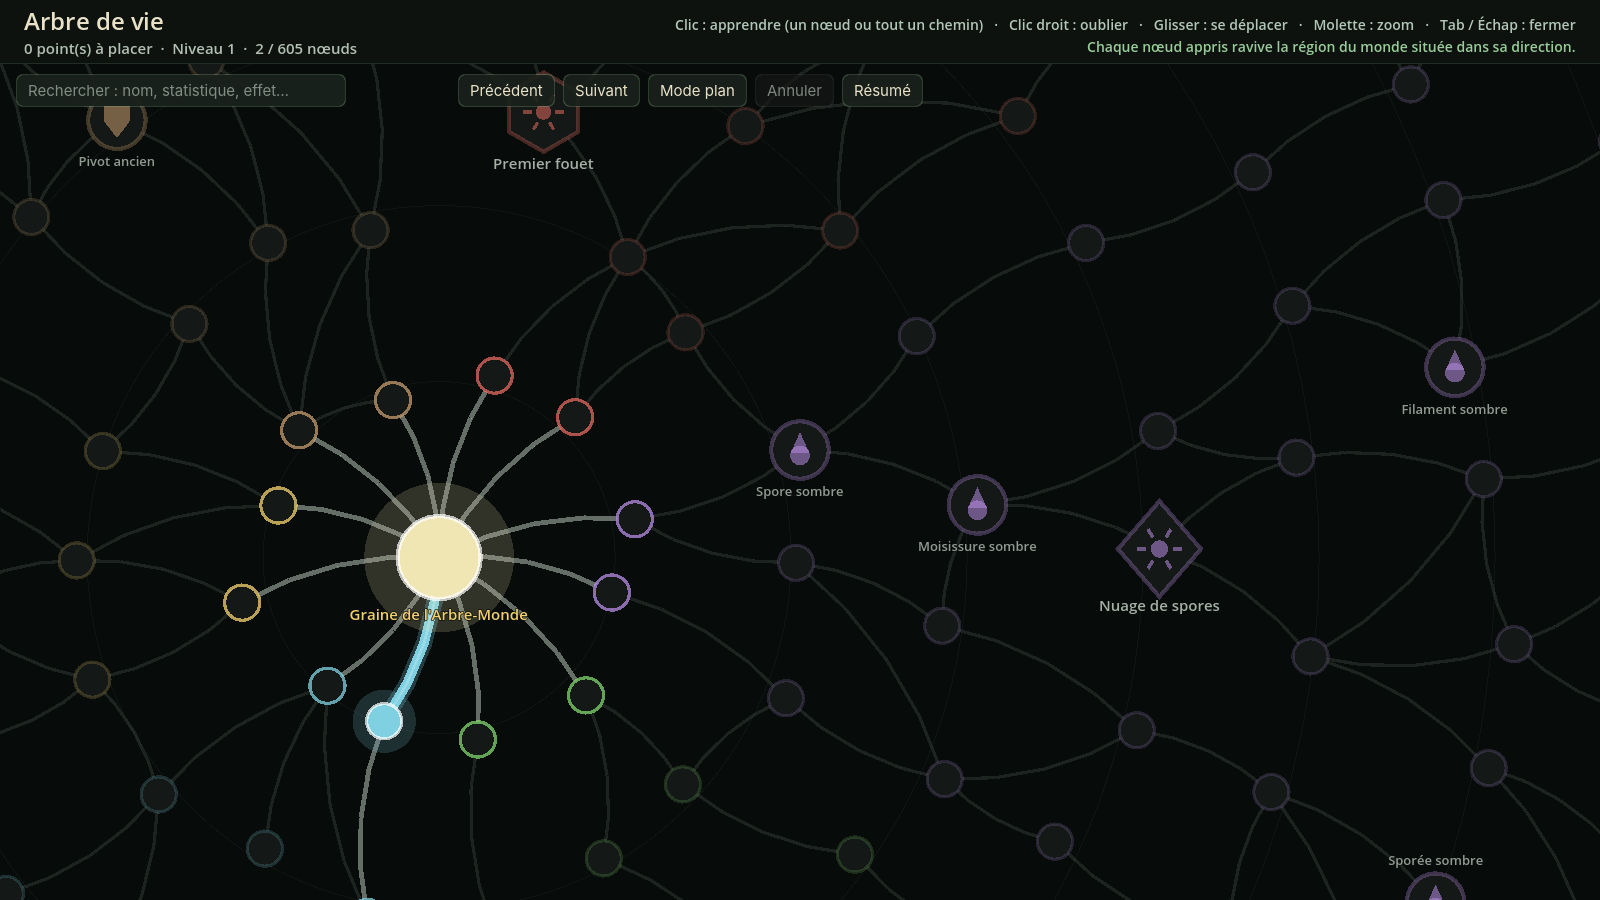 Arbre de vie
0 point(s) à placer · Niveau 1 · 2 / 605 nœuds
Clic : apprendre (un nœud ou tout un chemin) · Clic droit : oublier · Glisser : se déplacer · Molette : zoom · Tab / Échap : fermer
Chaque nœud appris ravive la région du monde située dans sa direction.
Rechercher : nom, statistique, effet...
Précédent
Suivant
Mode plan
Annuler
Résumé
Pivot ancien
Premier fouet
Filament sombre
Spore sombre
Moisissure sombre
Nuage de spores
Graine de l'Arbre-Monde
Sporée sombre